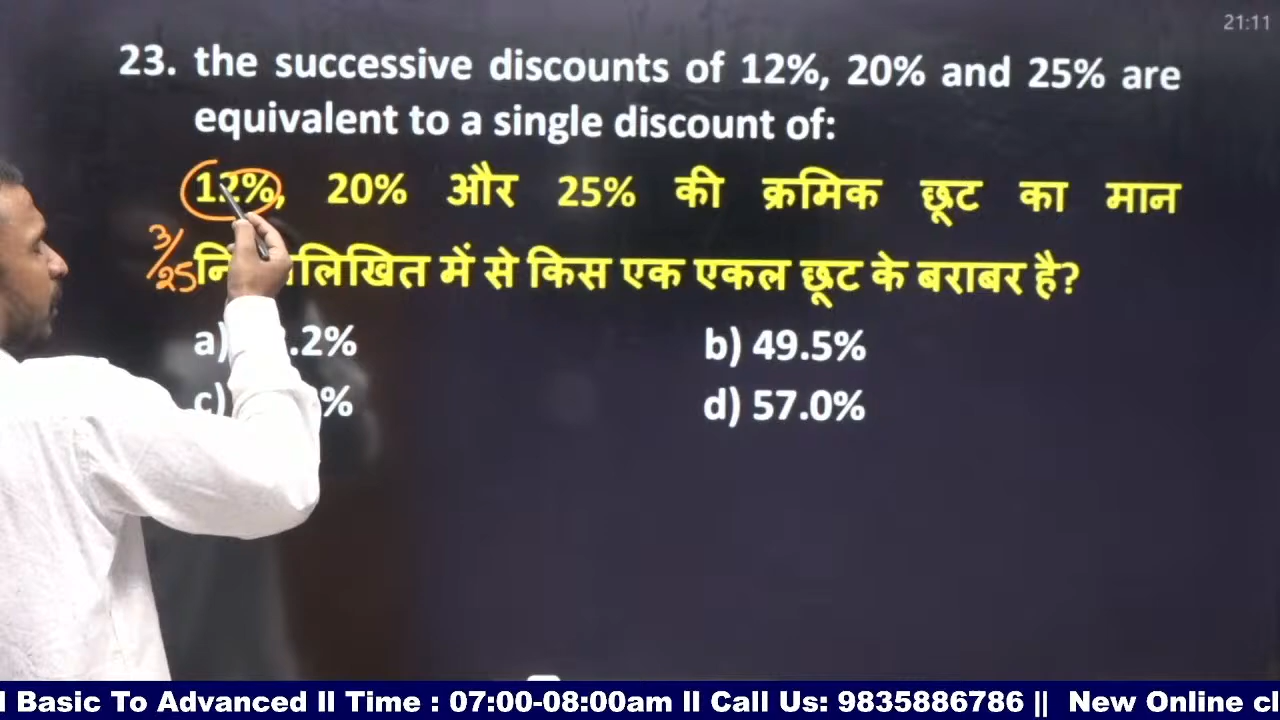 21:11
23. the successive discounts of 12%, 20% and 25% are
equivalent to a single discount of:
12%, 20% और 25% की क्रमिक छूट का मान
3/25
में से किस एक एकल छूट के बराबर है?
a) .2% b) 49.5%
c) % d) 57.0%
Basic To Advanced II Time : 07:00-08:00am II Call Us: 9835886786 || New Online